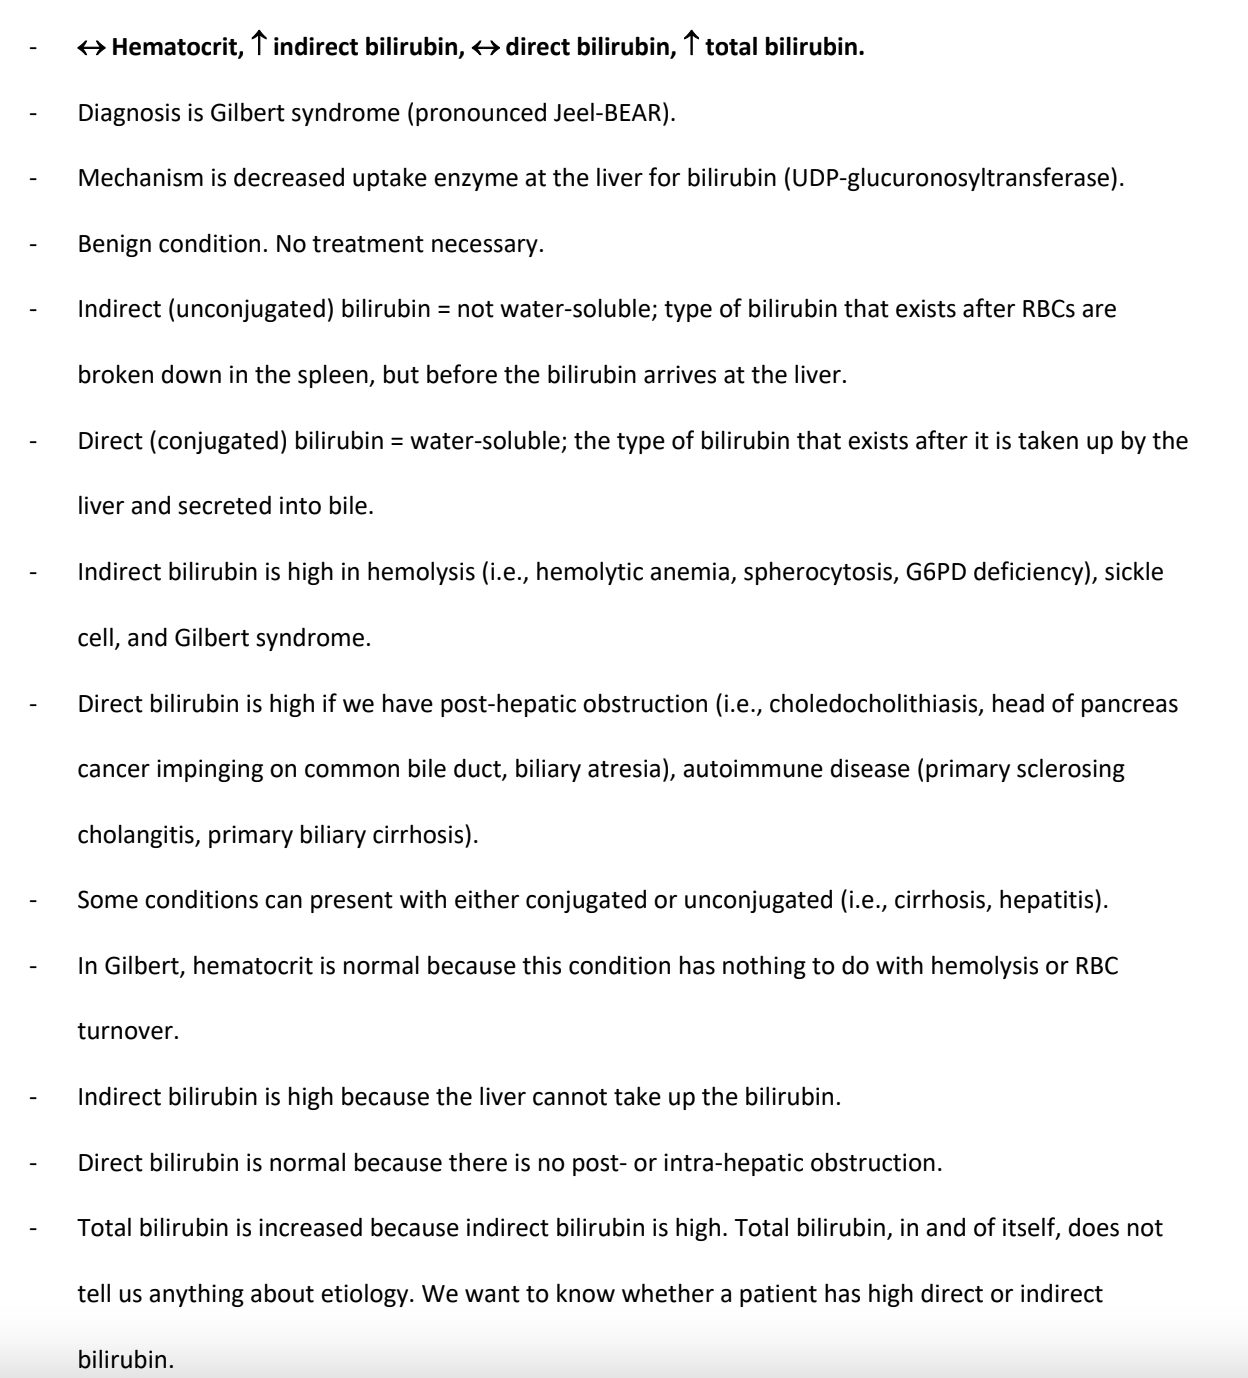 - ↔ Hematocrit, ↑ indirect bilirubin, ↔ direct bilirubin, ↑ total bilirubin.
- Diagnosis is Gilbert syndrome (pronounced Jeel-BEAR).
- Mechanism is decreased uptake enzyme at the liver for bilirubin (UDP-glucuronosyltransferase).
- Benign condition. No treatment necessary.
- Indirect (unconjugated) bilirubin = not water-soluble; type of bilirubin that exists after RBCs are
broken down in the spleen, but before the bilirubin arrives at the liver.
- Direct (conjugated) bilirubin = water-soluble; the type of bilirubin that exists after it is taken up by the
liver and secreted into bile.
- Indirect bilirubin is high in hemolysis (i.e., hemolytic anemia, spherocytosis, G6PD deficiency), sickle
cell, and Gilbert syndrome.
- Direct bilirubin is high if we have post-hepatic obstruction (i.e., choledocholithiasis, head of pancreas
cancer impinging on common bile duct, biliary atresia), autoimmune disease (primary sclerosing
cholangitis, primary biliary cirrhosis).
- Some conditions can present with either conjugated or unconjugated (i.e., cirrhosis, hepatitis).
- In Gilbert, hematocrit is normal because this condition has nothing to do with hemolysis or RBC
turnover.
- Indirect bilirubin is high because the liver cannot take up the bilirubin.
- Direct bilirubin is normal because there is no post- or intra-hepatic obstruction.
- Total bilirubin is increased because indirect bilirubin is high. Total bilirubin, in and of itself, does not
tell us anything about etiology. We want to know whether a patient has high direct or indirect
bilirubin.